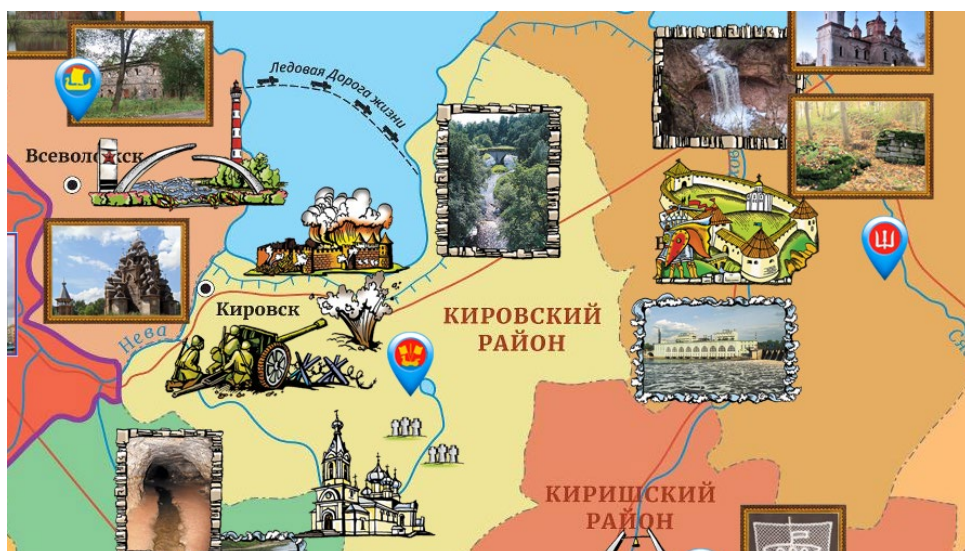 Ледовая Дорога жизни
Всеволожск
Кировск
Нева
КИРОВСКИЙ
РАЙОН
КИРИШСКИЙ
РАЙОН